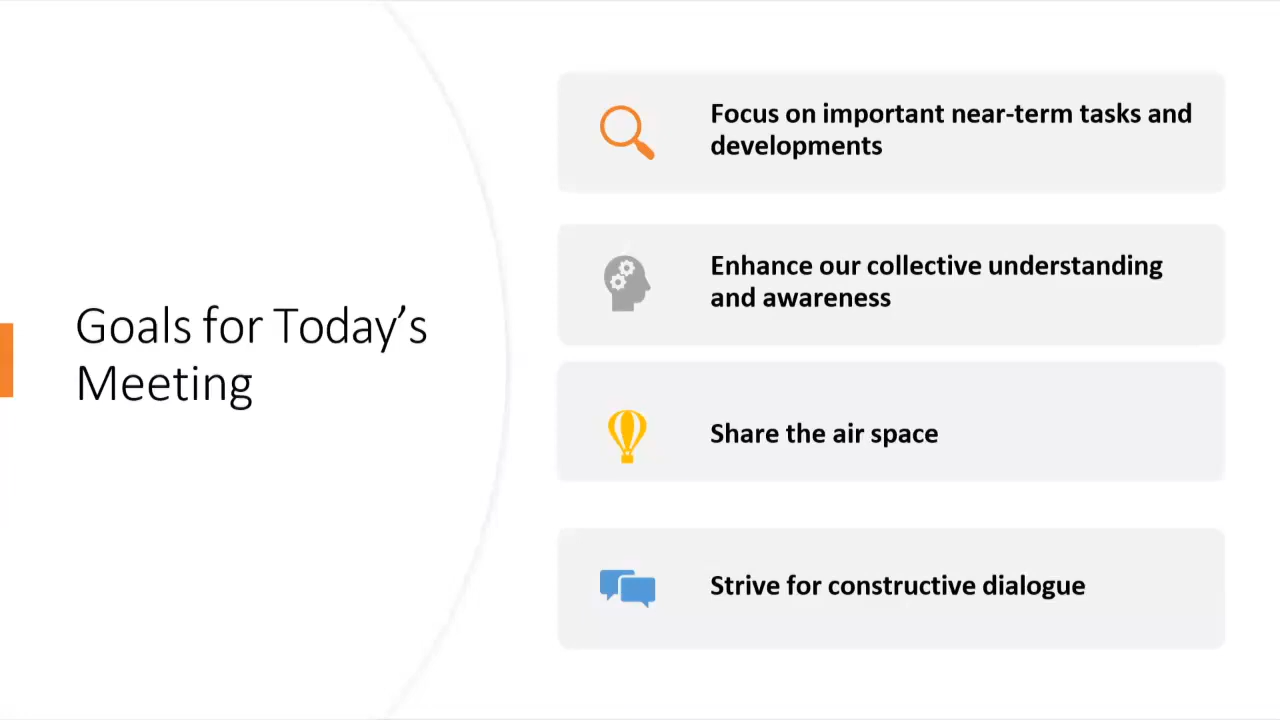 Goals for Today’s
Meeting
Focus on important near-term tasks and
developments
Enhance our collective understanding
and awareness
Share the air space
Strive for constructive dialogue